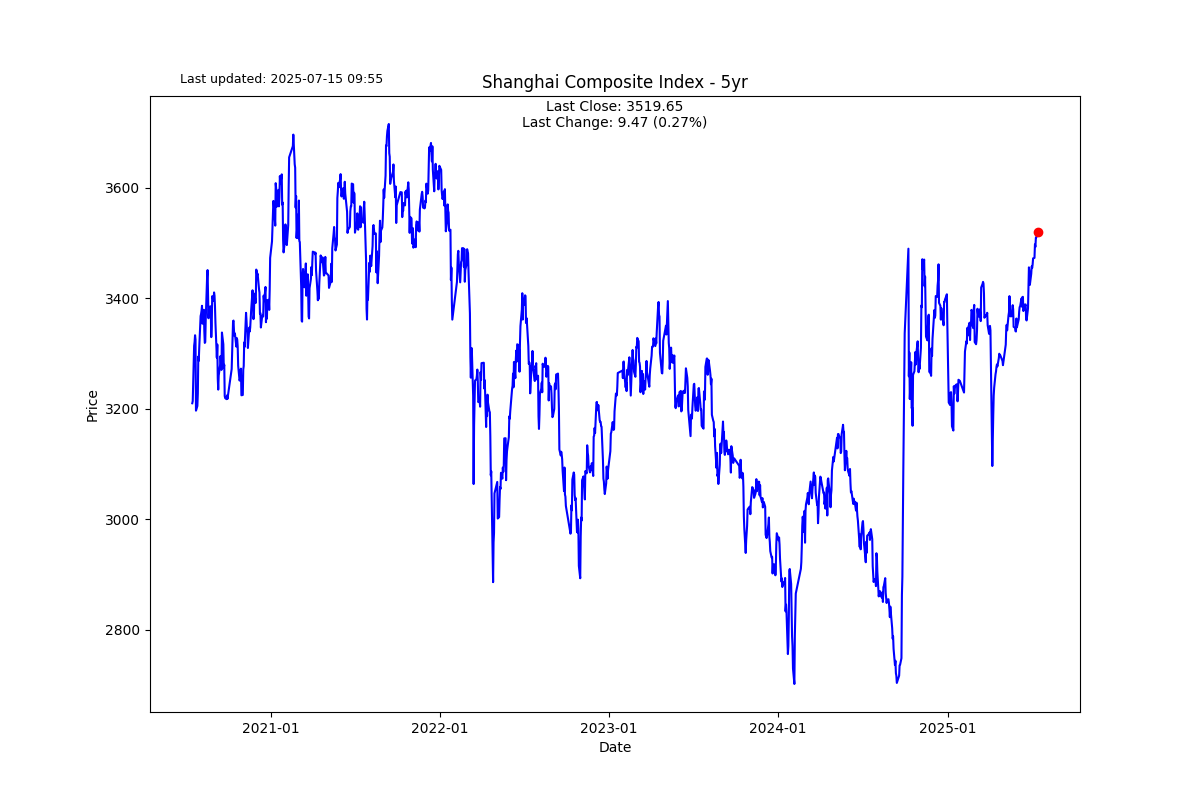 Last updated: 2025-07-15 09:55
Shanghai Composite Index - 5yr
Last Close: 3519.65
Last Change: 9.47 (0.27%)
3600
3400
3200
3000
2800
Price
2021-01
2022-01
2023-01
2024-01
2025-01
Date